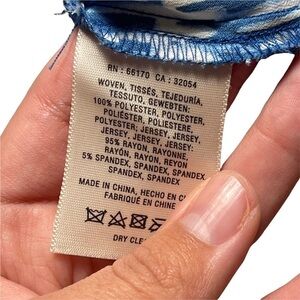 RN : 66170 CA : 32054
WOVEN, TISSÉS, TEJEDURÍA,
TESSUTO, GEWEBTEN:
100% POLYESTER, POLYESTER,
POLIÉSTER, POLIESTERE,
POLYESTER; JERSEY, JERSEY,
JERSEY, JERSEY, JERSEY:
95% RAYON, RAYONNE,
RAYÓN, RAYON, REYON
5% SPANDEX, SPANDEX,
SPANDEX, SPANDEX, SPANDEX
MADE IN CHINA, HECHO EN
FABRIQUÉ EN CHINE
DRY